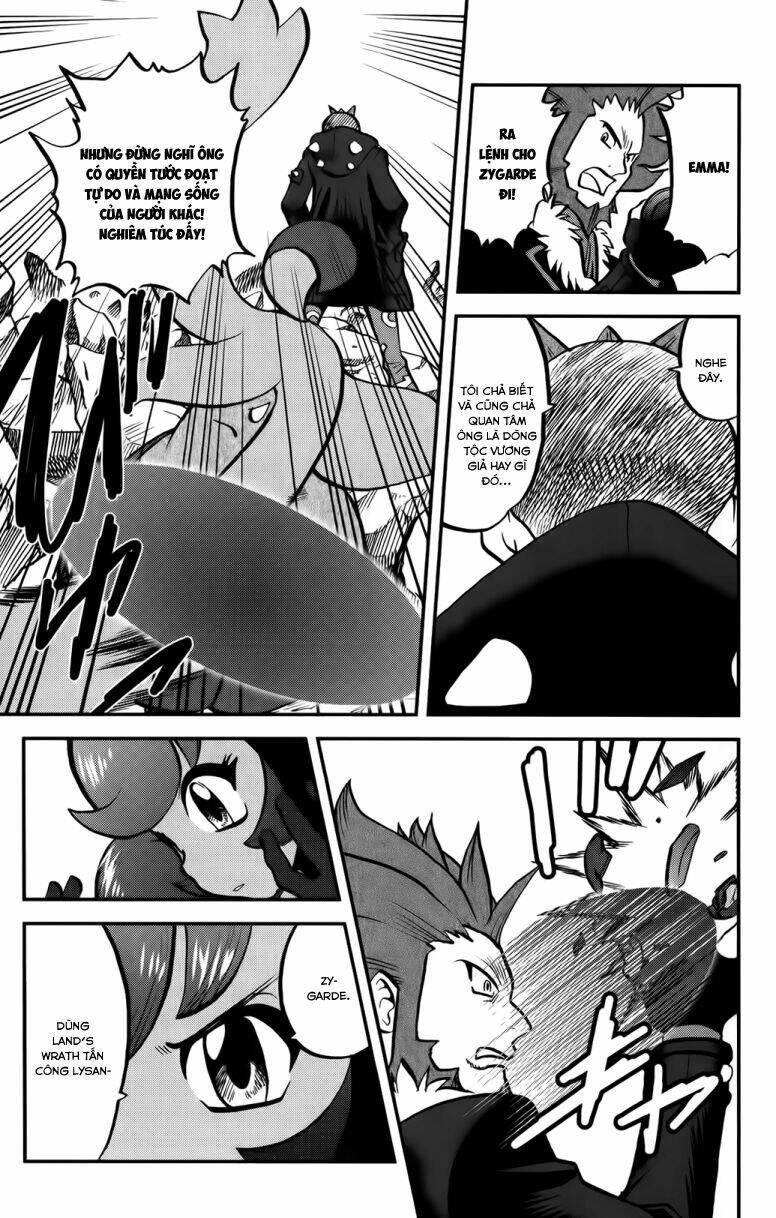 EMMA!
RA
LỆNH CHO
ZYGARDE
ĐI!
NGHE
ĐÂY.
TÔI CHẢ BIẾT
VÀ CŨNG CHẢ
QUAN TÂM
ÔNG LÀ DÒNG
TỘC VƯƠNG
GIẢ HAY GÌ
ĐÓ...
NHƯNG ĐỪNG NGHĨ ÔNG
CÓ QUYỀN TƯỚC ĐOẠT
TỰ DO VÀ MẠNG SỐNG
CỦA NGƯỜI KHÁC!
NGHIÊM TÚC ĐẤY!
ZY-
GARDE.
DÙNG
LAND'S
WRATH TẤN
CÔNG LYSAN-